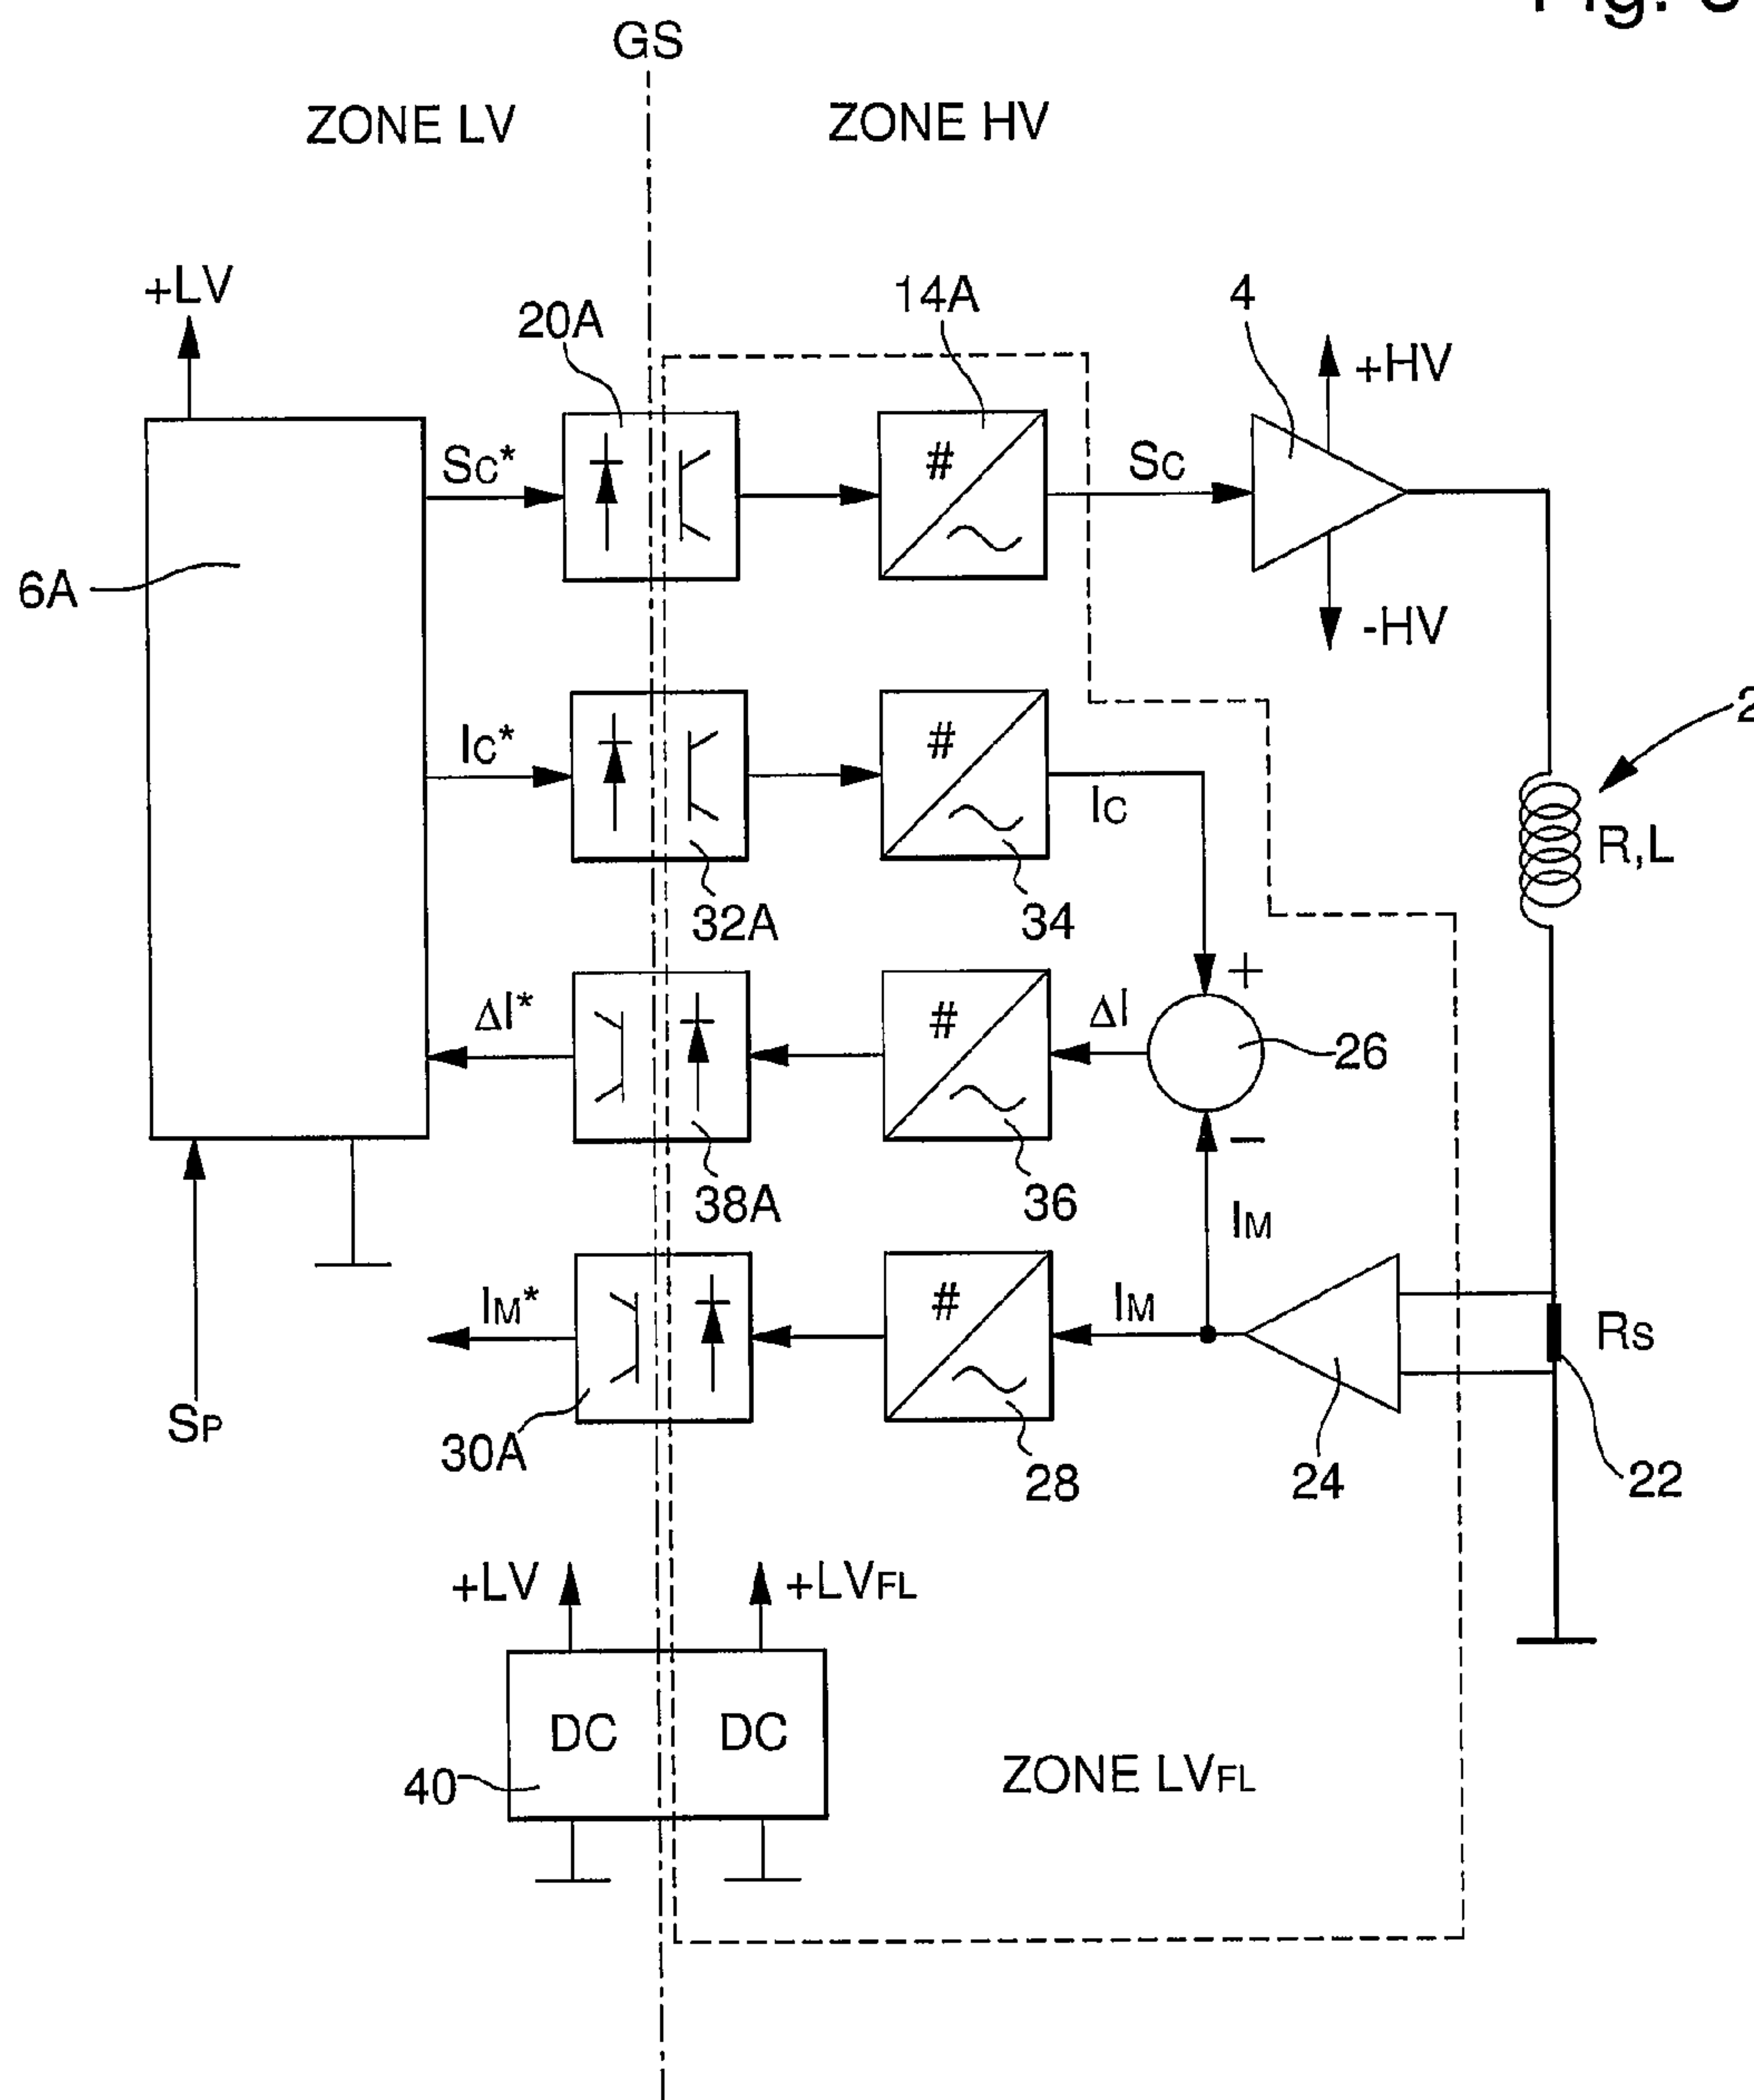 Fig.
GS
ZONE LV
ZONE HV
+LV
20A
14A
4
+HV
Sc*
#
Sc
6A
-HV
2
Ic*
#
Ic
R,L
32A
34
+
ΔI*
#
ΔI
26
−
38A
36
IM
IM*
#
IM
Rs
SP
30A
28
24
22
+LV
+LVFL
DC
DC
40
ZONE LVFL